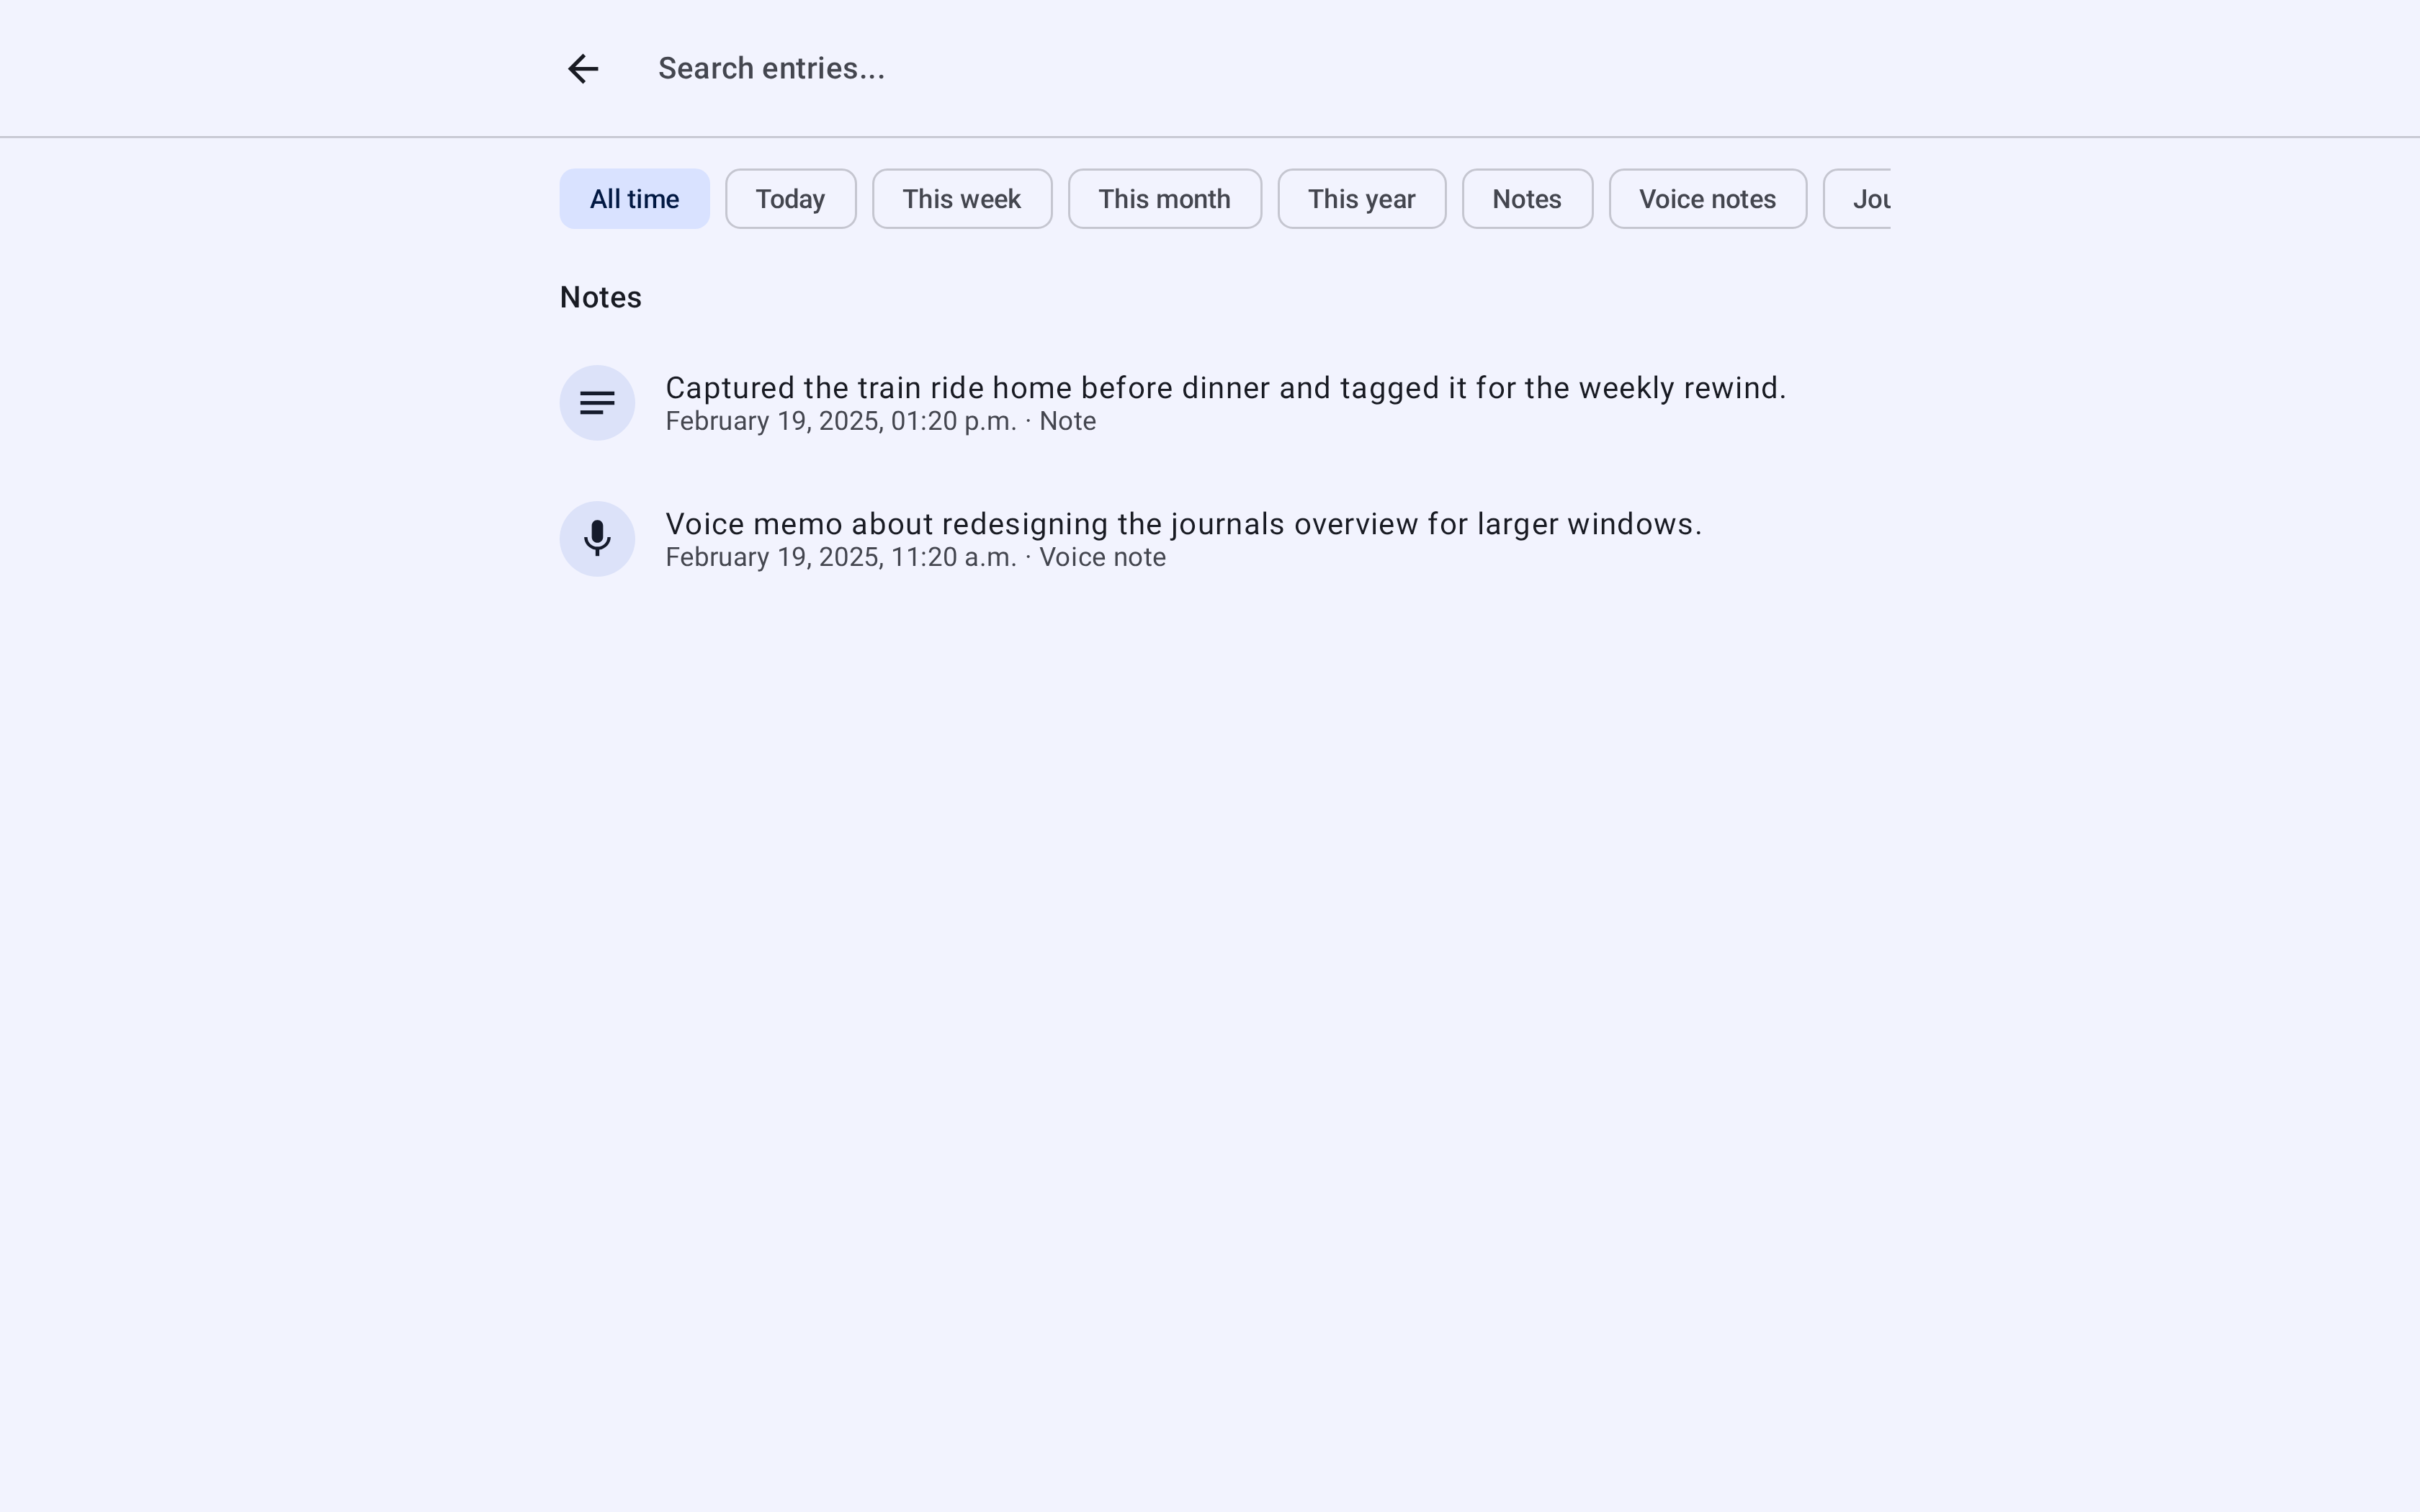 Search entries...
All time Today This week This month This year Notes Voice notes
Notes
Captured the train ride home before dinner and tagged it for the weekly rewind.
February 19, 2025, 01:20 p.m. · Note
Voice memo about redesigning the journals overview for larger windows.
February 19, 2025, 11:20 a.m. · Voice note